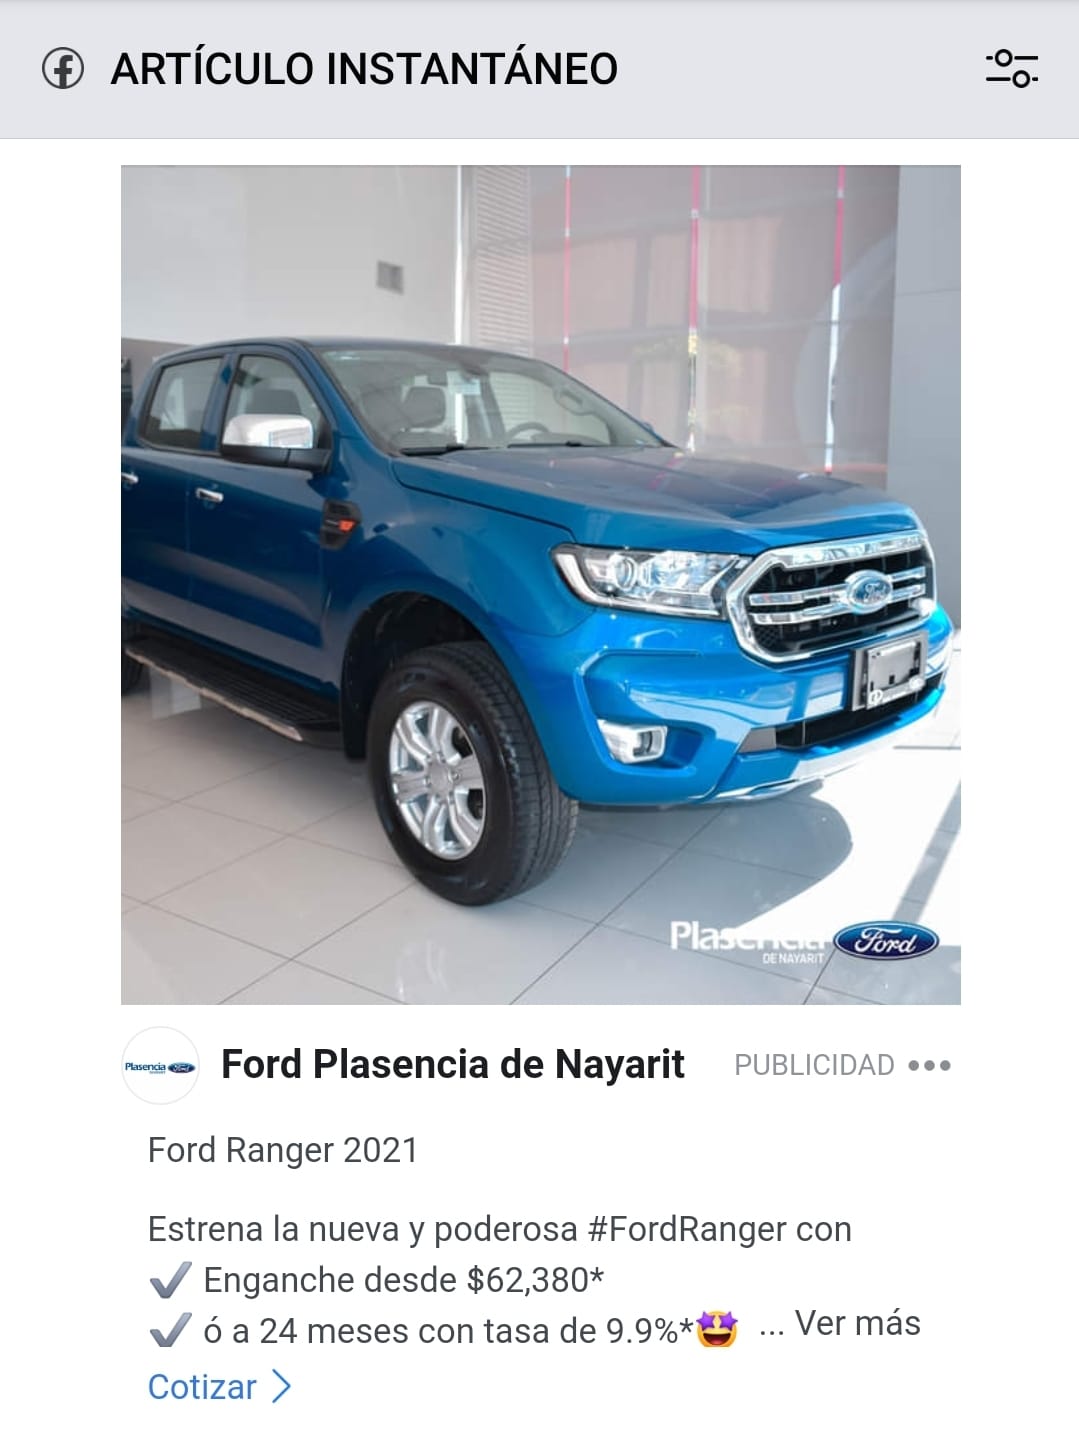 ARTÍCULO INSTANTÁNEO
Ford
Plasencia Ford
DE NAYARIT
Plasencia Ford
Ford Plasencia de Nayarit PUBLICIDAD
Ford Ranger 2021
Estrena la nueva y poderosa #FordRanger con
✔ Enganche desde $62,380*
✔ ó a 24 meses con tasa de 9.9%*🤩 ... Ver más
Cotizar